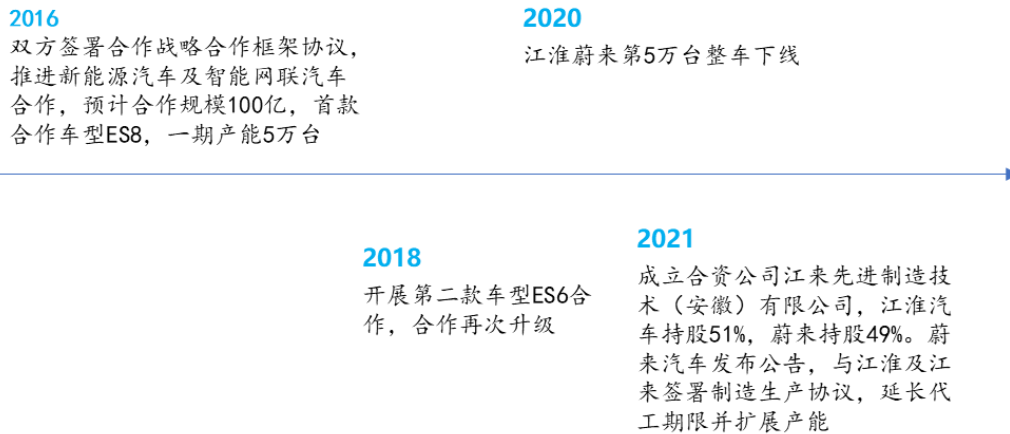 2016
双方签署合作战略合作框架协议，
推进新能源汽车及智能网联汽车
合作，预计合作规模100亿，首款
合作车型ES8，一期产能5万台
2018
开展第二款车型ES6合
作，合作再次升级
2020
江淮蔚来第5万台整车下线
2021
成立合资公司江来先进制造技
术（安徽）有限公司，江淮汽
车持股51%，蔚来持股49%。蔚
来汽车发布公告，与江淮及江
来签署制造生产协议，延长代
工期限并扩展产能